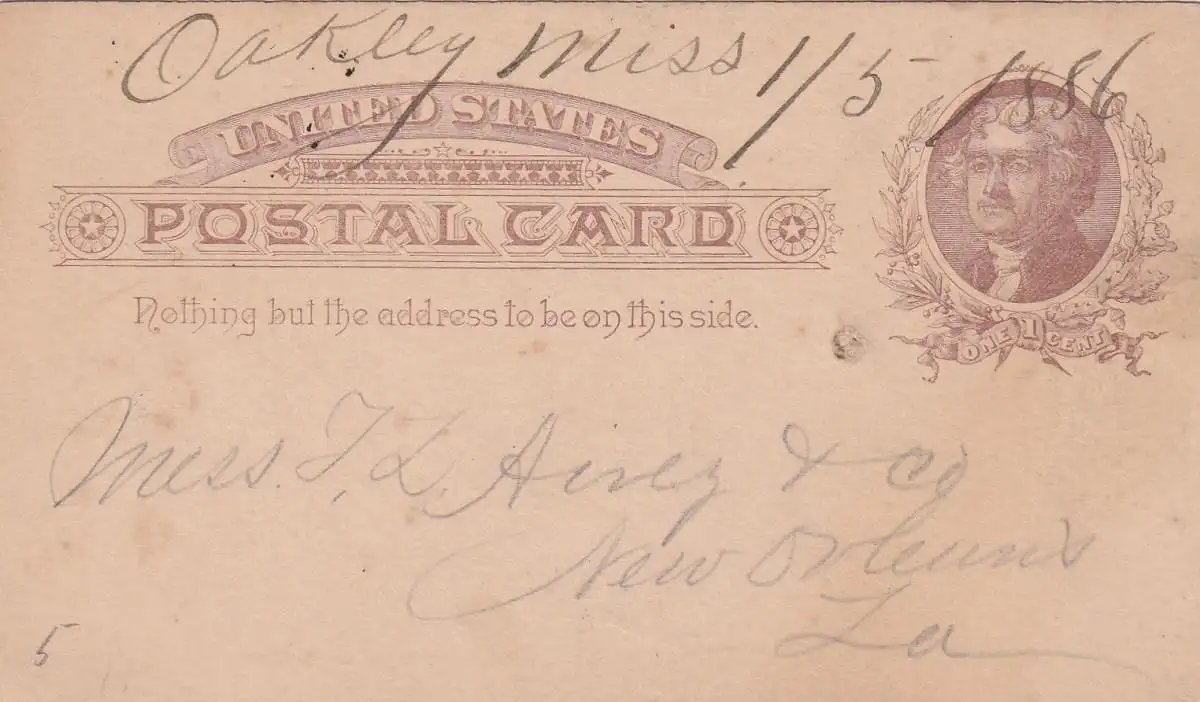 Oakley Miss 1/5 1886
UNITED STATES
POSTAL CARD
Nothing but the address to be on this side.
ONE 1 CENT
Mess. T. L. Airey & Co
New Orleans
La
5